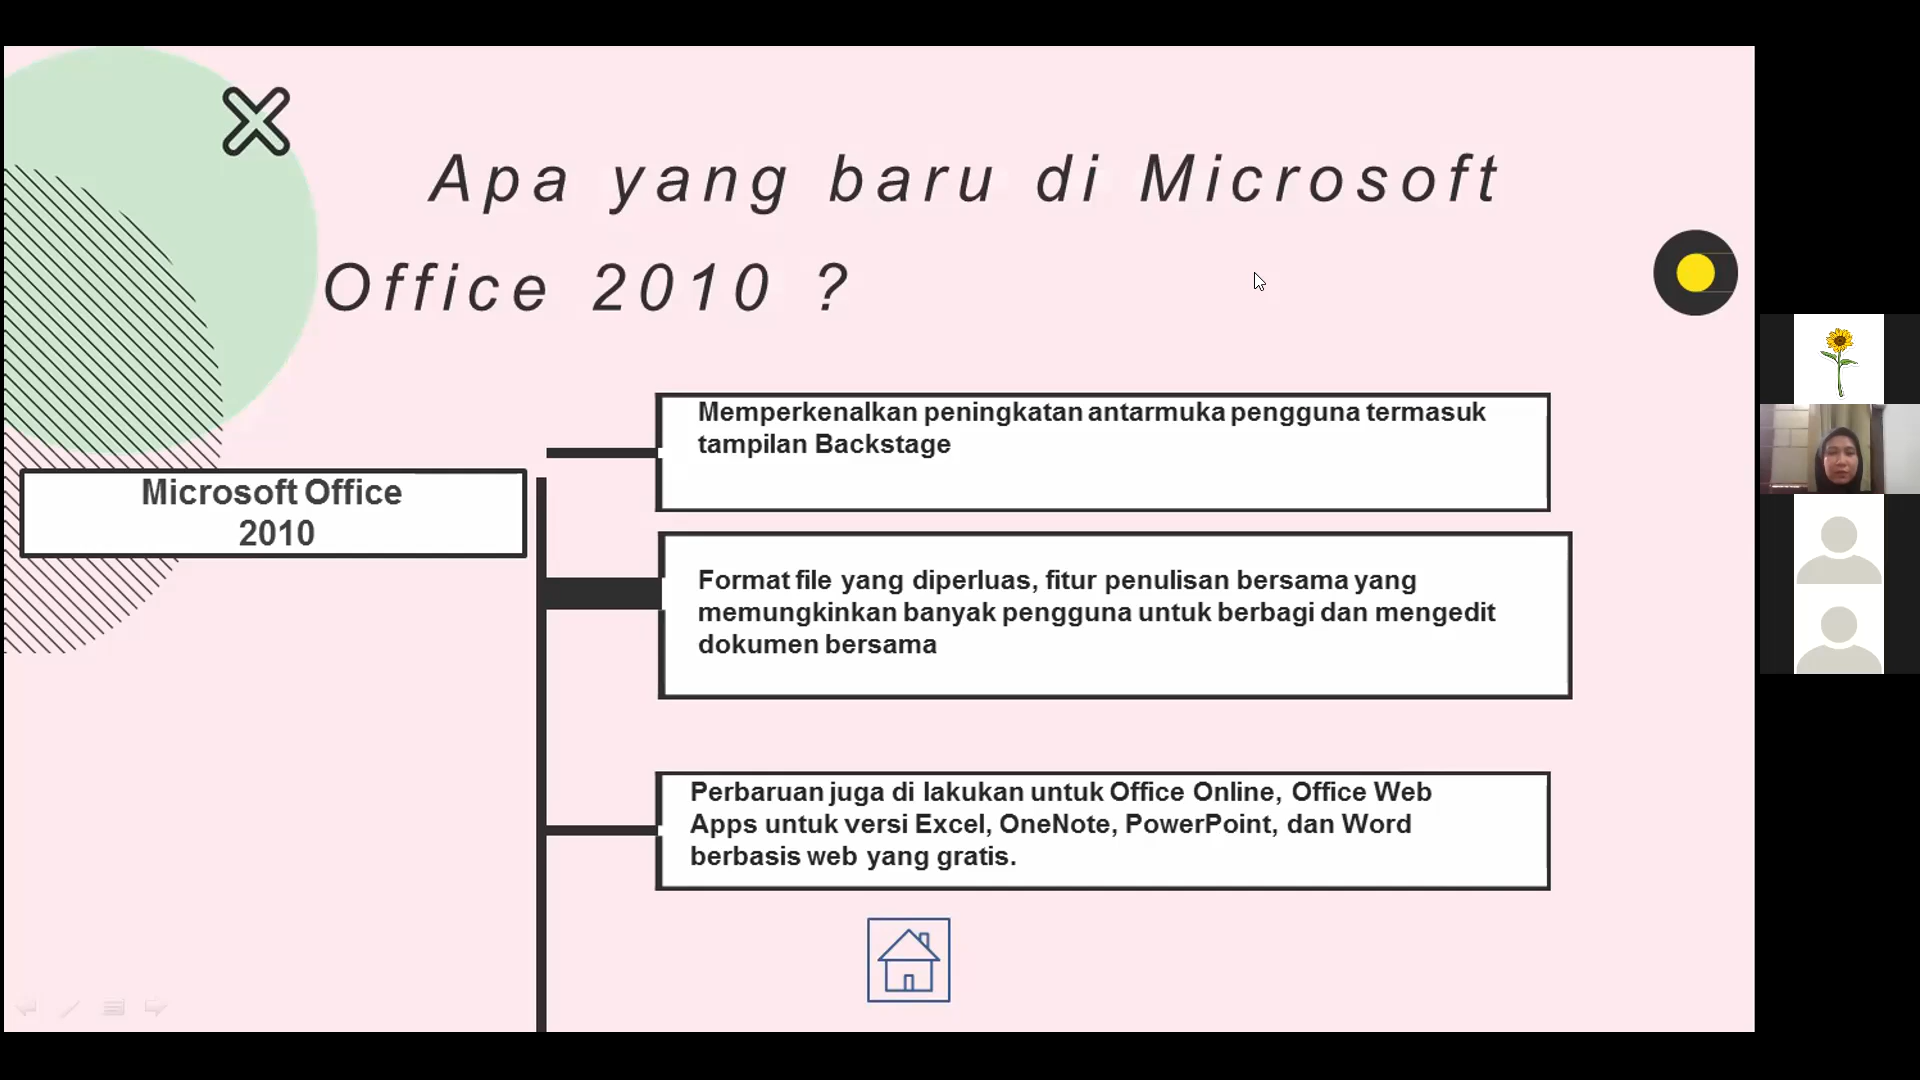 Apa yang baru di Microsoft
Office 2010 ?
Microsoft Office
2010
Memperkenalkan peningkatan antarmuka pengguna termasuk
tampilan Backstage
Format file yang diperluas, fitur penulisan bersama yang
memungkinkan banyak pengguna untuk berbagi dan mengedit
dokumen bersama
Perbaruan juga di lakukan untuk Office Online, Office Web
Apps untuk versi Excel, OneNote, PowerPoint, dan Word
berbasis web yang gratis.